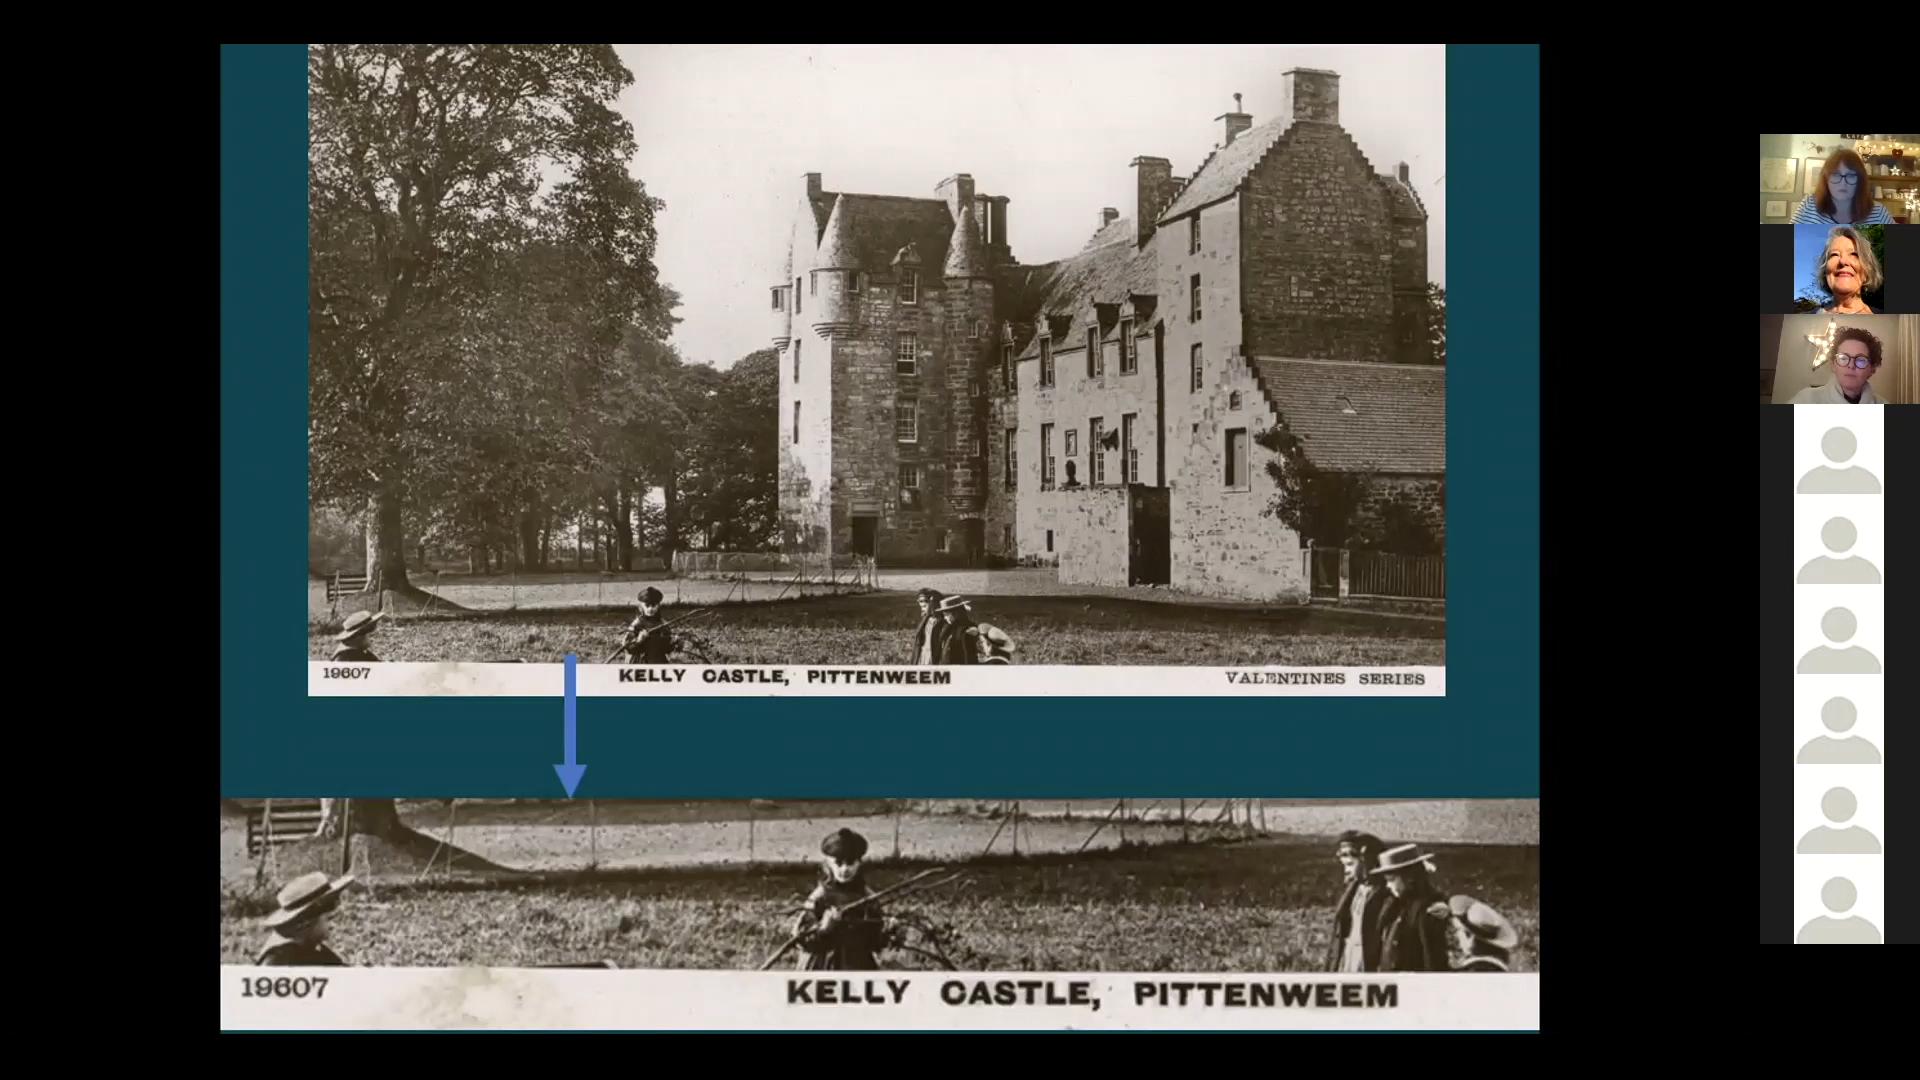 19607
KELLY CASTLE, PITTENWEEM
VALENTINES SERIES
19607
KELLY CASTLE, PITTENWEEM